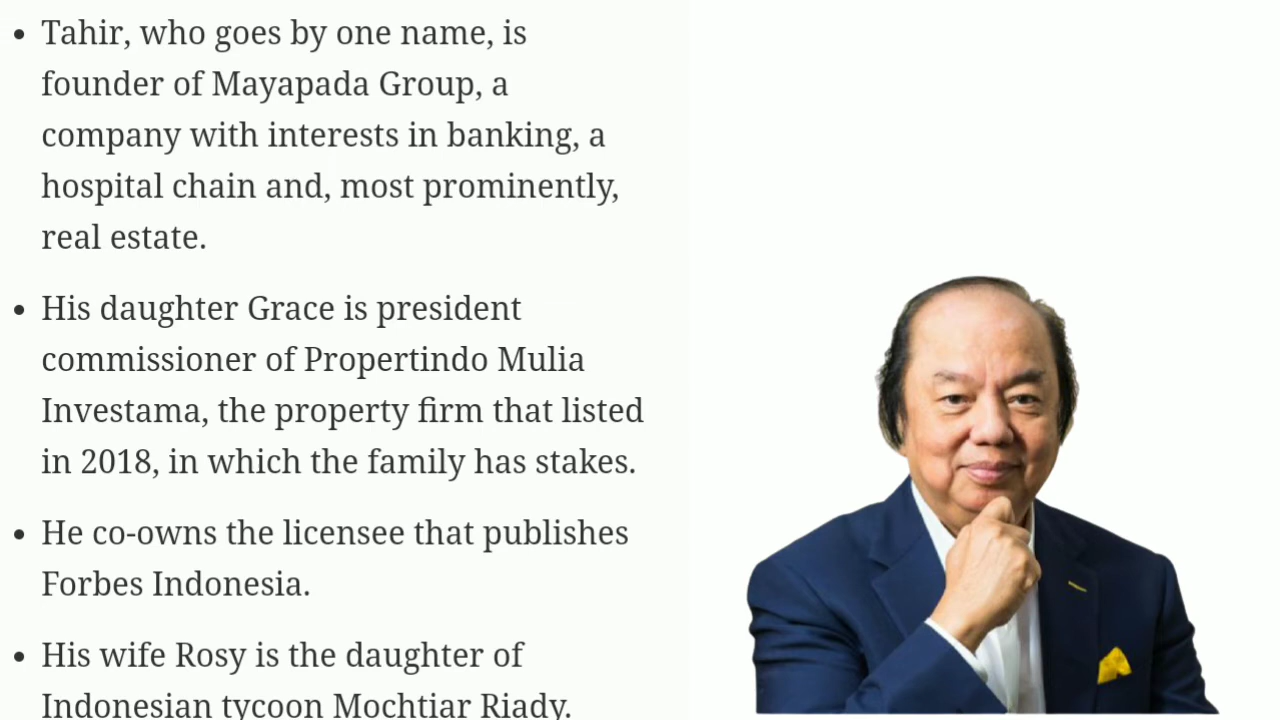 Tahir, who goes by one name, is
founder of Mayapada Group, a
company with interests in banking, a
hospital chain and, most prominently,
real estate.
His daughter Grace is president
commissioner of Propertindo Mulia
Investama, the property firm that listed
in 2018, in which the family has stakes.
He co-owns the licensee that publishes
Forbes Indonesia.
His wife Rosy is the daughter of
Indonesian tycoon Mochtiar Riady.